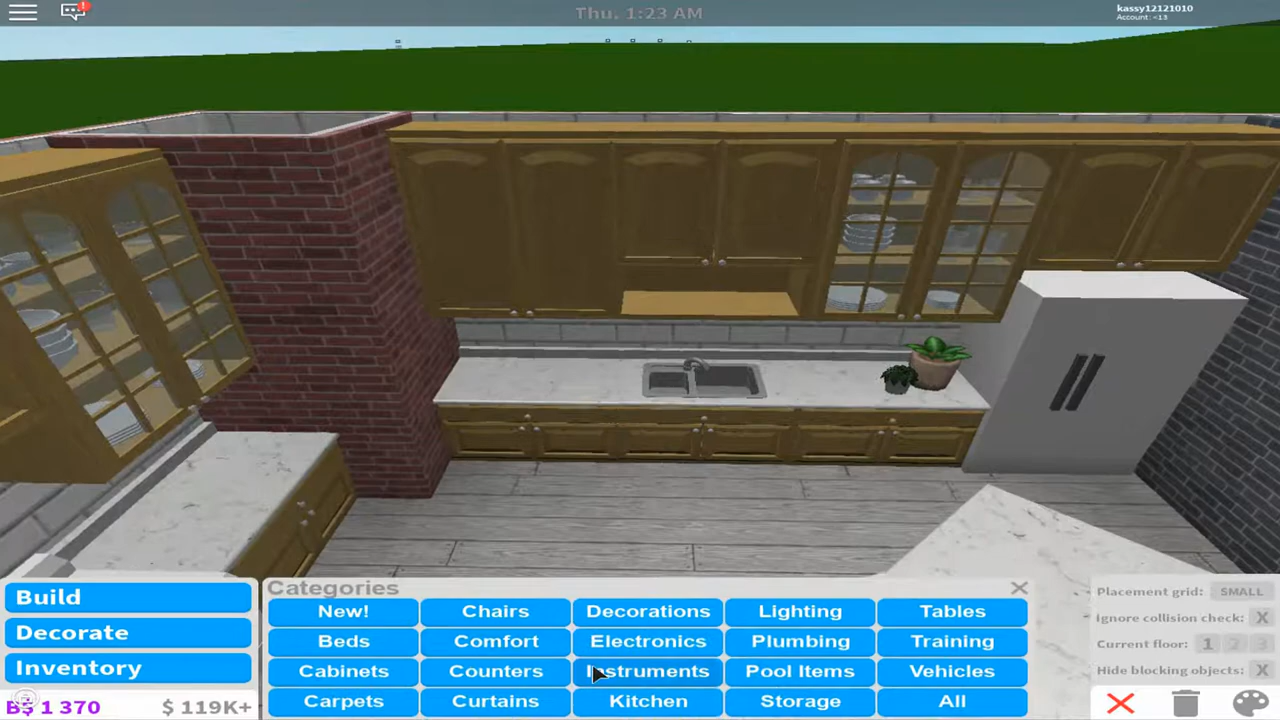 Thu. 1:23 AM
kassy12121010
Account: <13
Categories
Build
Decorate
Inventory
B$ 1 370 $ 119K+
New! Chairs Decorations Lighting Tables
Beds Comfort Electronics Plumbing Training
Cabinets Counters Instruments Pool Items Vehicles
Carpets Curtains Kitchen Storage All
Placement grid: SMALL
Ignore collision check: X
Current floor: 1 2 3
Hide blocking objects: X